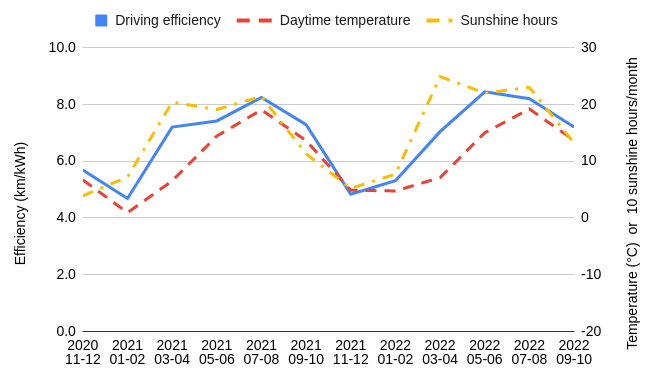 Driving efficiency Daytime temperature Sunshine hours
10.0
8.0
6.0
4.0
2.0
0.0
Efficiency (km/kWh)
30
20
10
0
-10
-20
Temperature (°C) or 10 sunshine hours/month
2020 2021 2021 2021 2021 2021 2021 2022 2022 2022 2022 2022
11-12 01-02 03-04 05-06 07-08 09-10 11-12 01-02 03-04 05-06 07-08 09-10